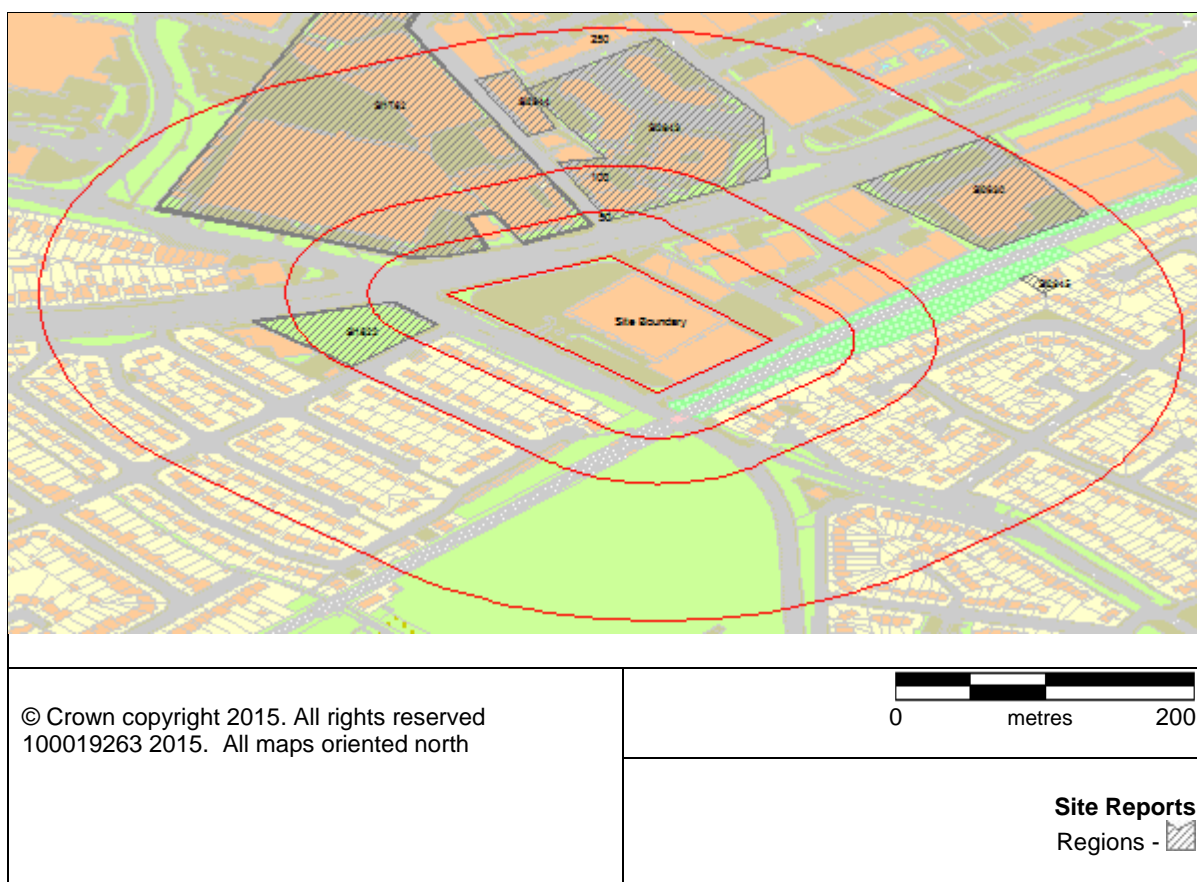 250
100
50
Site Boundary
© Crown copyright 2015. All rights reserved
100019263 2015. All maps oriented north
0 metres 200
Site Reports
Regions -